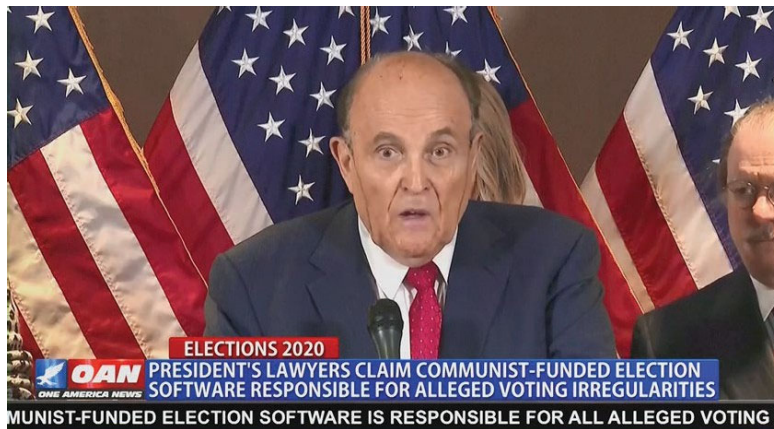 ELECTIONS 2020
OAN
ONE AMERICA NEWS
PRESIDENT'S LAWYERS CLAIM COMMUNIST-FUNDED ELECTION
SOFTWARE RESPONSIBLE FOR ALLEGED VOTING IRREGULARITIES
MUNIST-FUNDED ELECTION SOFTWARE IS RESPONSIBLE FOR ALL ALLEGED VOTING